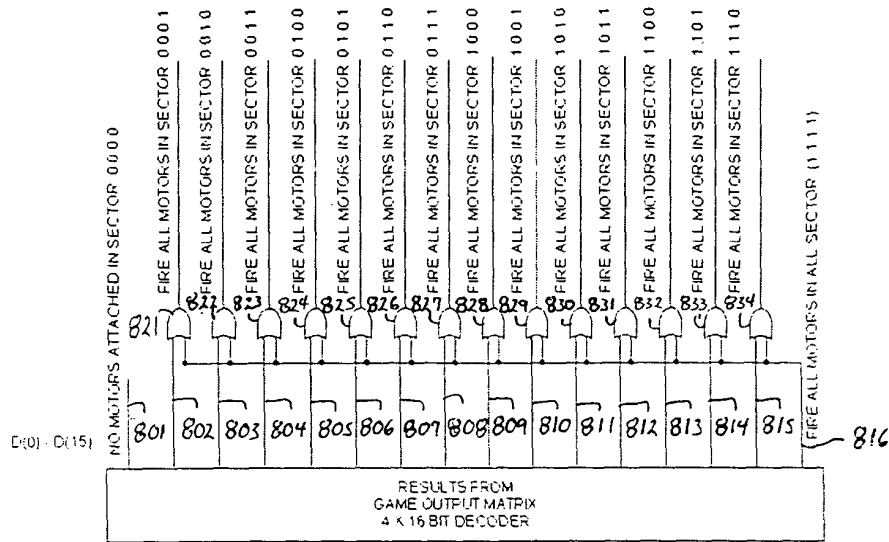 NO MOTORS ATTACHED IN SECTOR 0000
FIRE ALL MOTORS IN SECTOR 0001
FIRE ALL MOTORS IN SECTOR 0010
FIRE ALL MOTORS IN SECTOR 0011
FIRE ALL MOTORS IN SECTOR 0100
FIRE ALL MOTORS IN SECTOR 0101
FIRE ALL MOTORS IN SECTOR 0110
FIRE ALL MOTORS IN SECTOR 0111
FIRE ALL MOTORS IN SECTOR 1000
FIRE ALL MOTORS IN SECTOR 1001
FIRE ALL MOTORS IN SECTOR 1010
FIRE ALL MOTORS IN SECTOR 1011
FIRE ALL MOTORS IN SECTOR 1100
FIRE ALL MOTORS IN SECTOR 1101
FIRE ALL MOTORS IN SECTOR 1110
FIRE ALL MOTORS IN ALL SECTOR (1111)
821 822 823 824 825 826 827 828 829 830 831 832 833 834
D(0) - D(15)
801 802 803 804 805 806 807 808 809 810 811 812 813 814 815 816
RESULTS FROM
GAME OUTPUT MATRIX
4 X 16 BIT DECODER